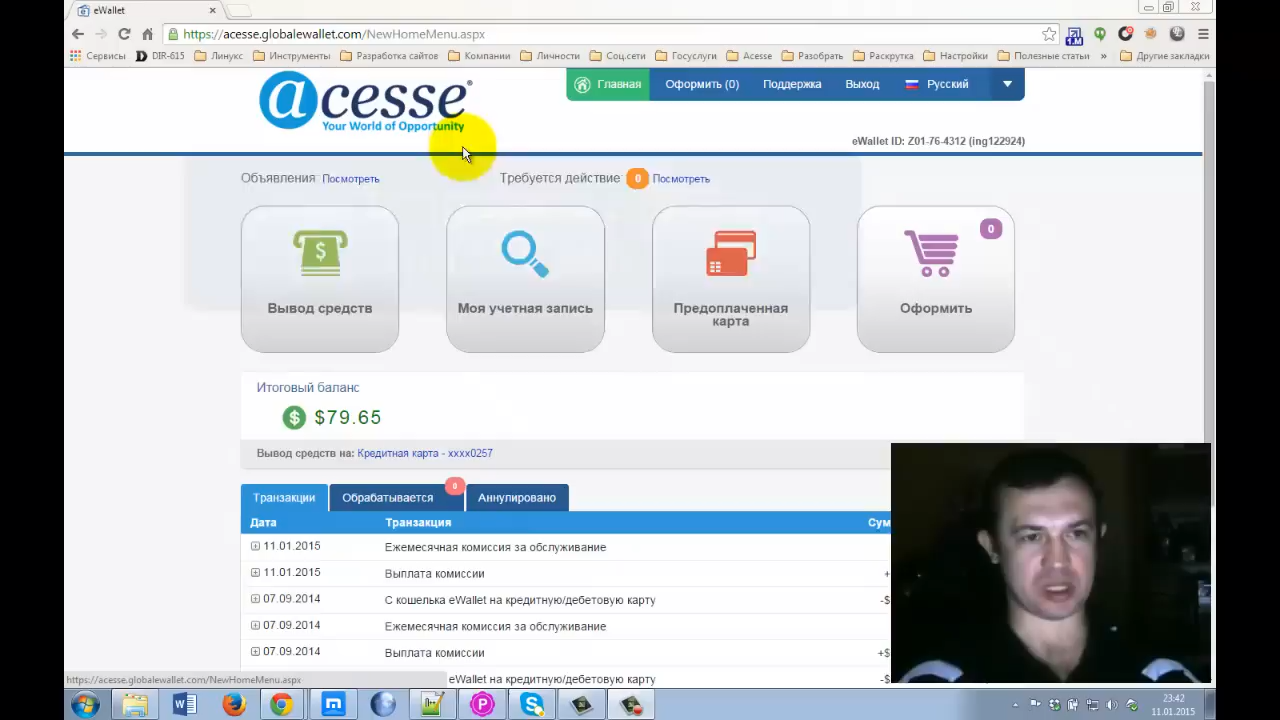 eWallet
https://acesse.globalewallet.com/NewHomeMenu.aspx
1.M
Сервисы DIR-615 Линукс Инструменты Разработка сайтов Компании Личности Соц.сети Госуслуги Acesse Разобрать Раскрутка Настройки Полезные статьи » Другие закладки
acesse®
Your World of Opportunity
Главная Оформить (0) Поддержка Выход Русский
eWallet ID: Z01-76-4312 (ing122924)
Объявления: Посмотреть Требуется действие 0 Посмотреть
Вывод средств
Моя учетная запись
Предоплаченная карта
0
Оформить
Итоговый баланс
$ $79.65
Вывод средств на: Кредитная карта - xxxx0257
Транзакции Обрабатывается 0 Аннулировано
Дата Транзакция Сум
11.01.2015 Ежемесячная комиссия за обслуживание
11.01.2015 Выплата комиссии +
07.09.2014 С кошелька eWallet на кредитную/дебетовую карту -$
07.09.2014 Ежемесячная комиссия за обслуживание
07.09.2014 Выплата комиссии +$
eWallet на кредитную/дебетовую карту -$
https://acesse.globalewallet.com/NewHomeMenu.aspx
23:42
11.01.2015